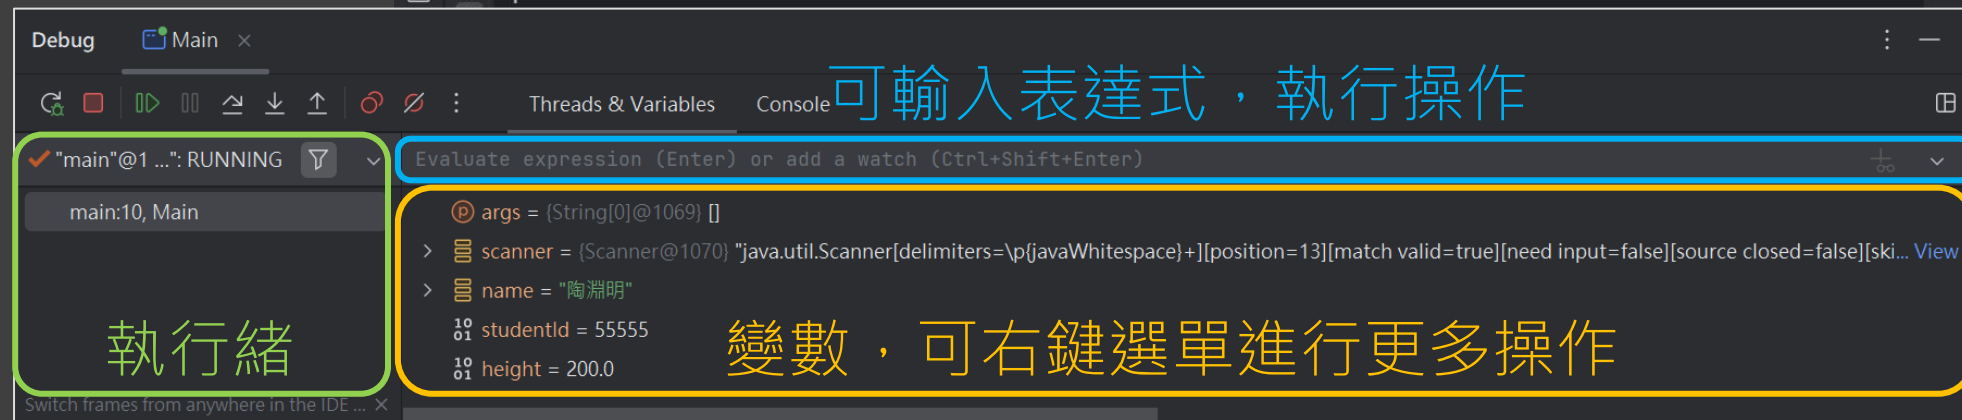 Debug
Main
可輸入表達式，執行操作
Threads & Variables
Console
"main"@1 ...": RUNNING
Evaluate expression (Enter) or add a watch (Ctrl+Shift+Enter)
main:10, Main
args = {String[0]@1069} []
scanner = {Scanner@1070} "java.util.Scanner[delimiters=\p{javaWhitespace}+][position=13][match valid=true][need input=false][source closed=false][ski... View
name = "陶淵明"
studentId = 55555
height = 200.0
執行緒
變數，可右鍵選單進行更多操作
Switch frames from anywhere in the IDE ...